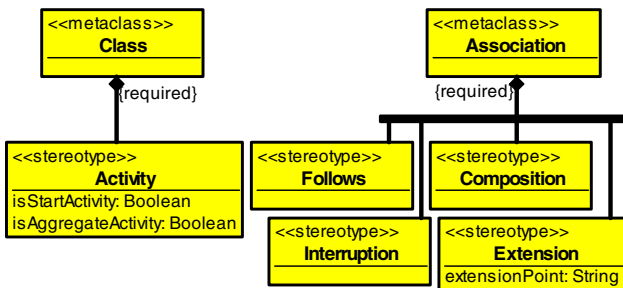 <<metaclass>>
Class
{required}
<<stereotype>>
Activity
isStartActivity: Boolean
isAggregateActivity: Boolean
<<metaclass>>
Association
{required}
<<stereotype>>
Follows
<<stereotype>>
Composition
<<stereotype>>
Interruption
<<stereotype>>
Extension
extensionPoint: String